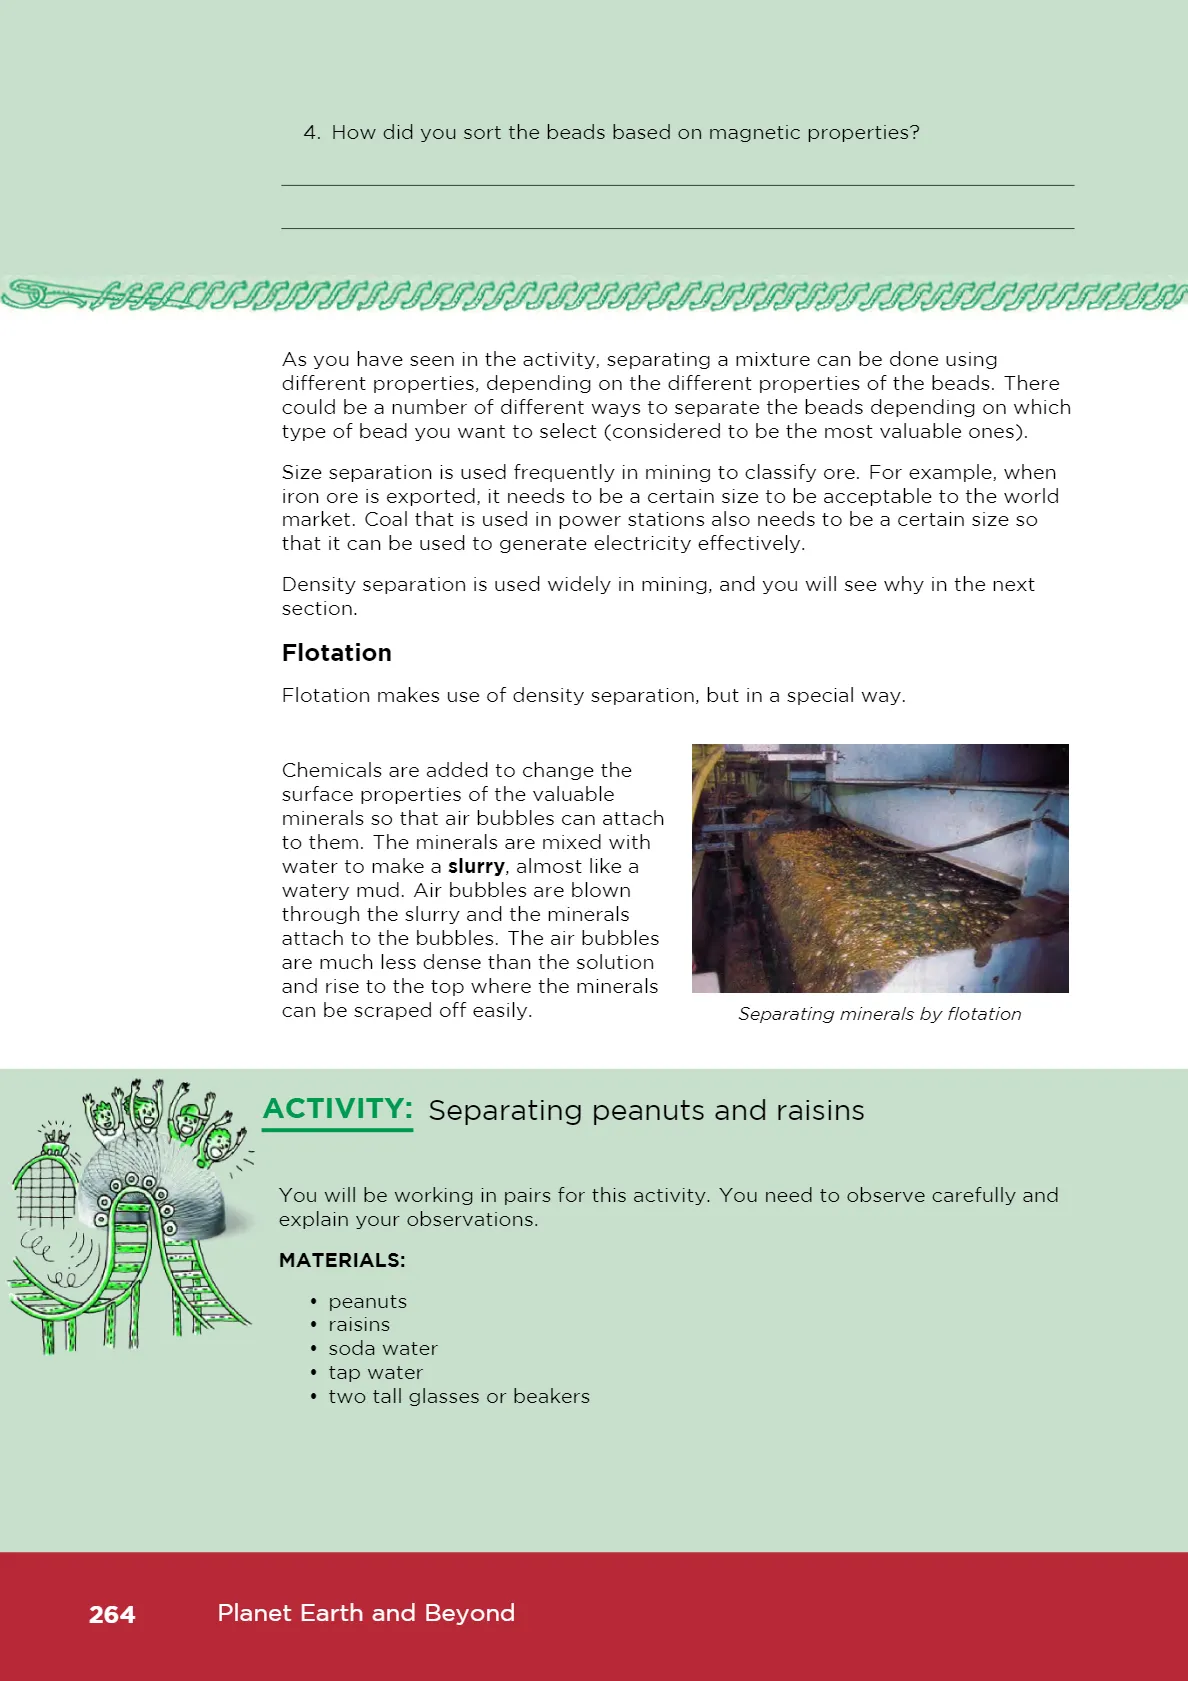 4. How did you sort the beads based on magnetic properties?
As you have seen in the activity, separating a mixture can be done using
different properties, depending on the different properties of the beads. There
could be a number of different ways to separate the beads depending on which
type of bead you want to select (considered to be the most valuable ones).
Size separation is used frequently in mining to classify ore. For example, when
iron ore is exported, it needs to be a certain size to be acceptable to the world
market. Coal that is used in power stations also needs to be a certain size so
that it can be used to generate electricity effectively.
Density separation is used widely in mining, and you will see why in the next
section.
Flotation
Flotation makes use of density separation, but in a special way.
Chemicals are added to change the
surface properties of the valuable
minerals so that air bubbles can attach
to them. The minerals are mixed with
water to make a slurry, almost like a
watery mud. Air bubbles are blown
through the slurry and the minerals
attach to the bubbles. The air bubbles
are much less dense than the solution
and rise to the top where the minerals
can be scraped off easily.
Separating minerals by flotation
ACTIVITY: Separating peanuts and raisins
You will be working in pairs for this activity. You need to observe carefully and
explain your observations.
MATERIALS:
• peanuts
• raisins
• soda water
• tap water
• two tall glasses or beakers
264 Planet Earth and Beyond